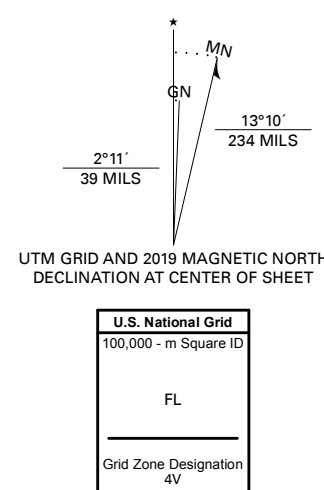 ★
MN
GN
13°10´
234 MILS
2°11´
39 MILS
UTM GRID AND 2019 MAGNETIC NORTH
DECLINATION AT CENTER OF SHEET
U.S. National Grid
100,000 - m Square ID
FL
Grid Zone Designation
4V